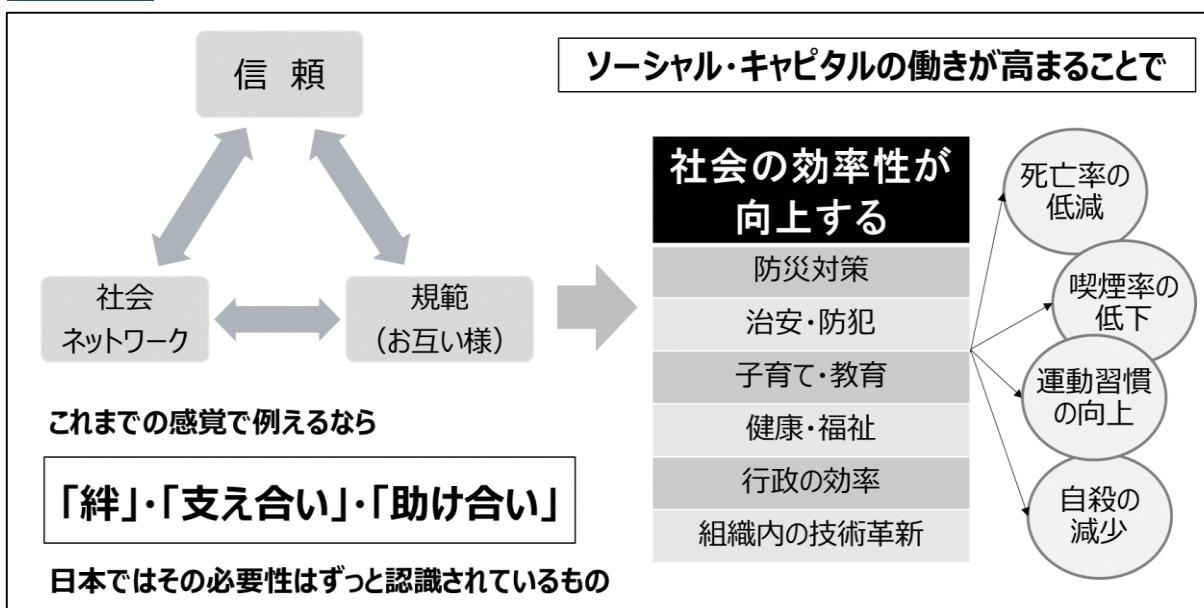 信 頼
社会
ネットワーク
規範
（お互い様）
これまでの感覚で例えるなら
「絆」・「支え合い」・「助け合い」
日本ではその必要性はずっと認識されているもの
ソーシャル・キャピタルの働きが高まることで
社会の効率性が
向上する
防災対策
治安・防犯
子育て・教育
健康・福祉
行政の効率
組織内の技術革新
死亡率の
低減
喫煙率の
低下
運動習慣
の向上
自殺の
減少